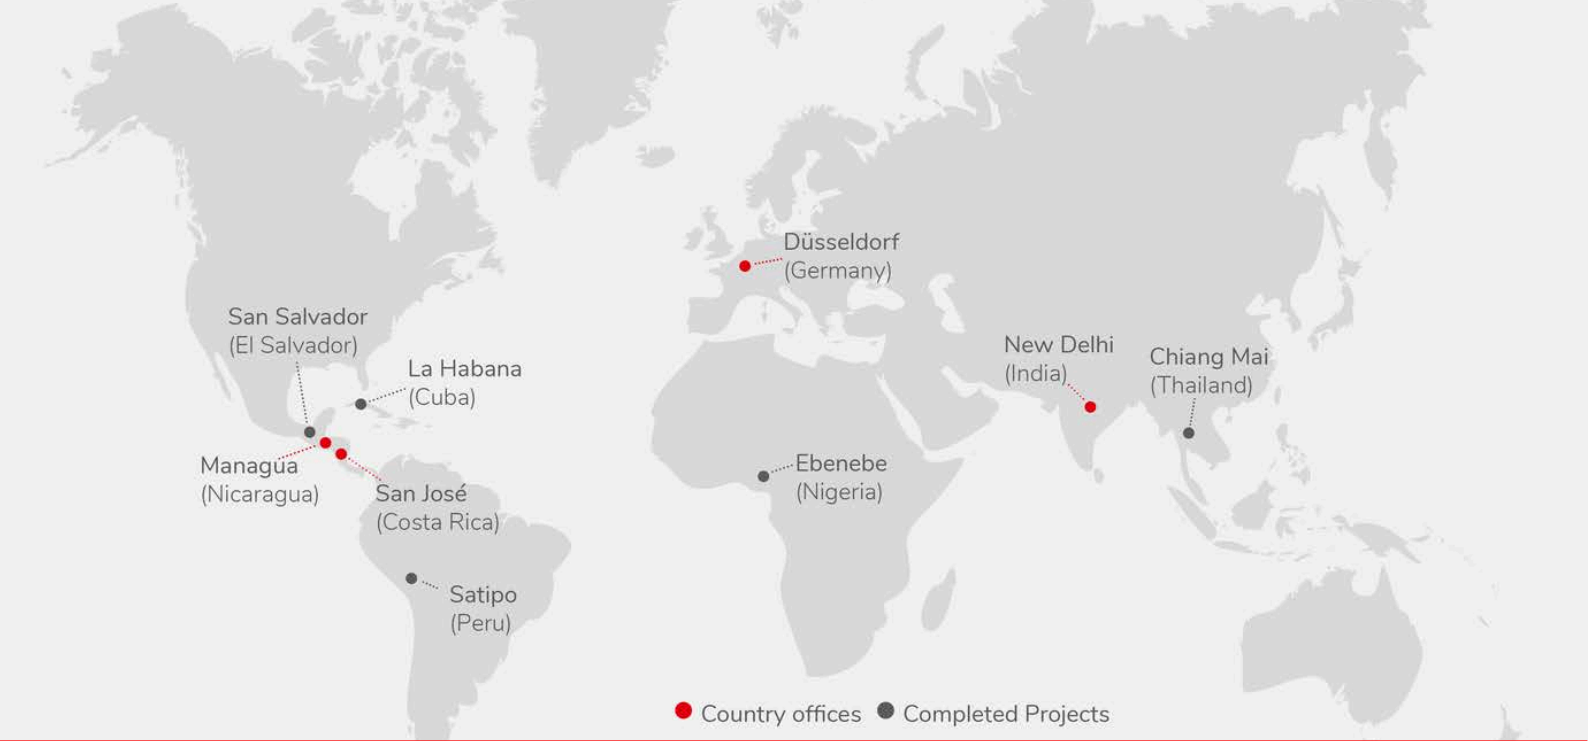 Düsseldorf
(Germany)
San Salvador
(El Salvador)
La Habana
(Cuba)
New Delhi
(India)
Chiang Mai
(Thailand)
Managua
(Nicaragua)
San José
(Costa Rica)
Ebenebe
(Nigeria)
Satipo
(Peru)
Country offices
Completed Projects